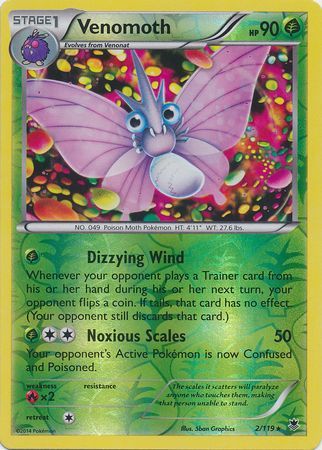 STAGE1
Venomoth
HP 90
Evolves from Venonat
NO. 049 Poison Moth Pokémon HT: 4'11" WT: 27.6 lbs.
Dizzying Wind
Whenever your opponent plays a Trainer card from
his or her hand during his or her next turn, your
opponent flips a coin. If tails, that card has no effect.
(Your opponent still discards that card.)
Noxious Scales 50
Your opponent's Active Pokémon is now Confused
and Poisoned.
weakness
resistance
×2
retreat
The scales it scatters will paralyze
anyone who touches them, making
that person unable to stand.
©2014 Pokémon
Illus. 5ban Graphics
2/119